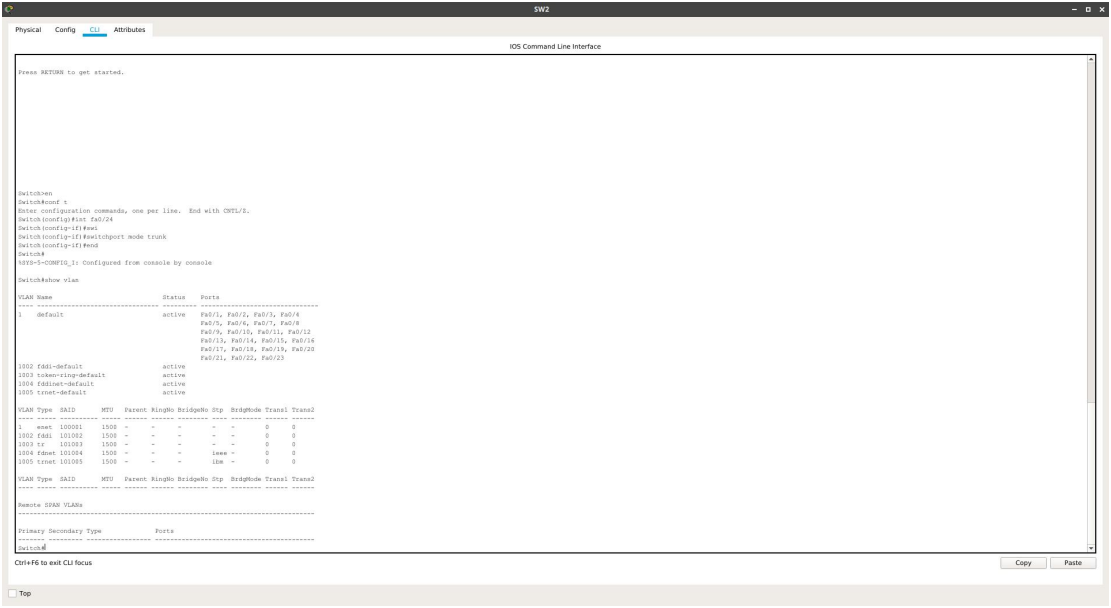 SW2
Physical Config CLI Attributes
IOS Command Line Interface
Press RETURN to get started.
Switch>en
Switch#conf t
Enter configuration commands, one per line.  End with CNTL/Z.
Switch(config)#int fa0/24
Switch(config-if)#swi
Switch(config-if)#switchport mode trunk
Switch(config-if)#end
Switch#
%SYS-5-CONFIG_I: Configured from console by console
Switch#show vlan
VLAN Name                             Status    Ports
---- -------------------------------- --------- -------------------------------
1    default                          active    Fa0/1, Fa0/2, Fa0/3, Fa0/4
                                                Fa0/5, Fa0/6, Fa0/7, Fa0/8
                                                Fa0/9, Fa0/10, Fa0/11, Fa0/12
                                                Fa0/13, Fa0/14, Fa0/15, Fa0/16
                                                Fa0/17, Fa0/18, Fa0/19, Fa0/20
                                                Fa0/21, Fa0/22, Fa0/23
1002 fddi-default                     active
1003 token-ring-default               active
1004 fddinet-default                  active
1005 trnet-default                    active
VLAN Type  SAID       MTU   Parent RingNo BridgeNo Stp  BrdgMode Trans1 Trans2
---- ----- ---------- ----- ------ ------ -------- ---- -------- ------ ------
1    enet  100001     1500  -      -      -        -    -        0      0
1002 fddi  101002     1500  -      -      -        -    -        0      0
1003 tr    101003     1500  -      -      -        -    -        0      0
1004 fdnet 101004     1500  -      -      -        ieee -        0      0
1005 trnet 101005     1500  -      -      -        ibm  -        0      0
VLAN Type  SAID       MTU   Parent RingNo BridgeNo Stp  BrdgMode Trans1 Trans2
---- ----- ---------- ----- ------ ------ -------- ---- -------- ------ ------
Remote SPAN VLANs
------------------------------------------------------------------------------
Primary Secondary Type              Ports
------- --------- ----------------- ------------------------------------------
Switch#
Ctrl+F6 to exit CLI focus
Copy Paste
Top